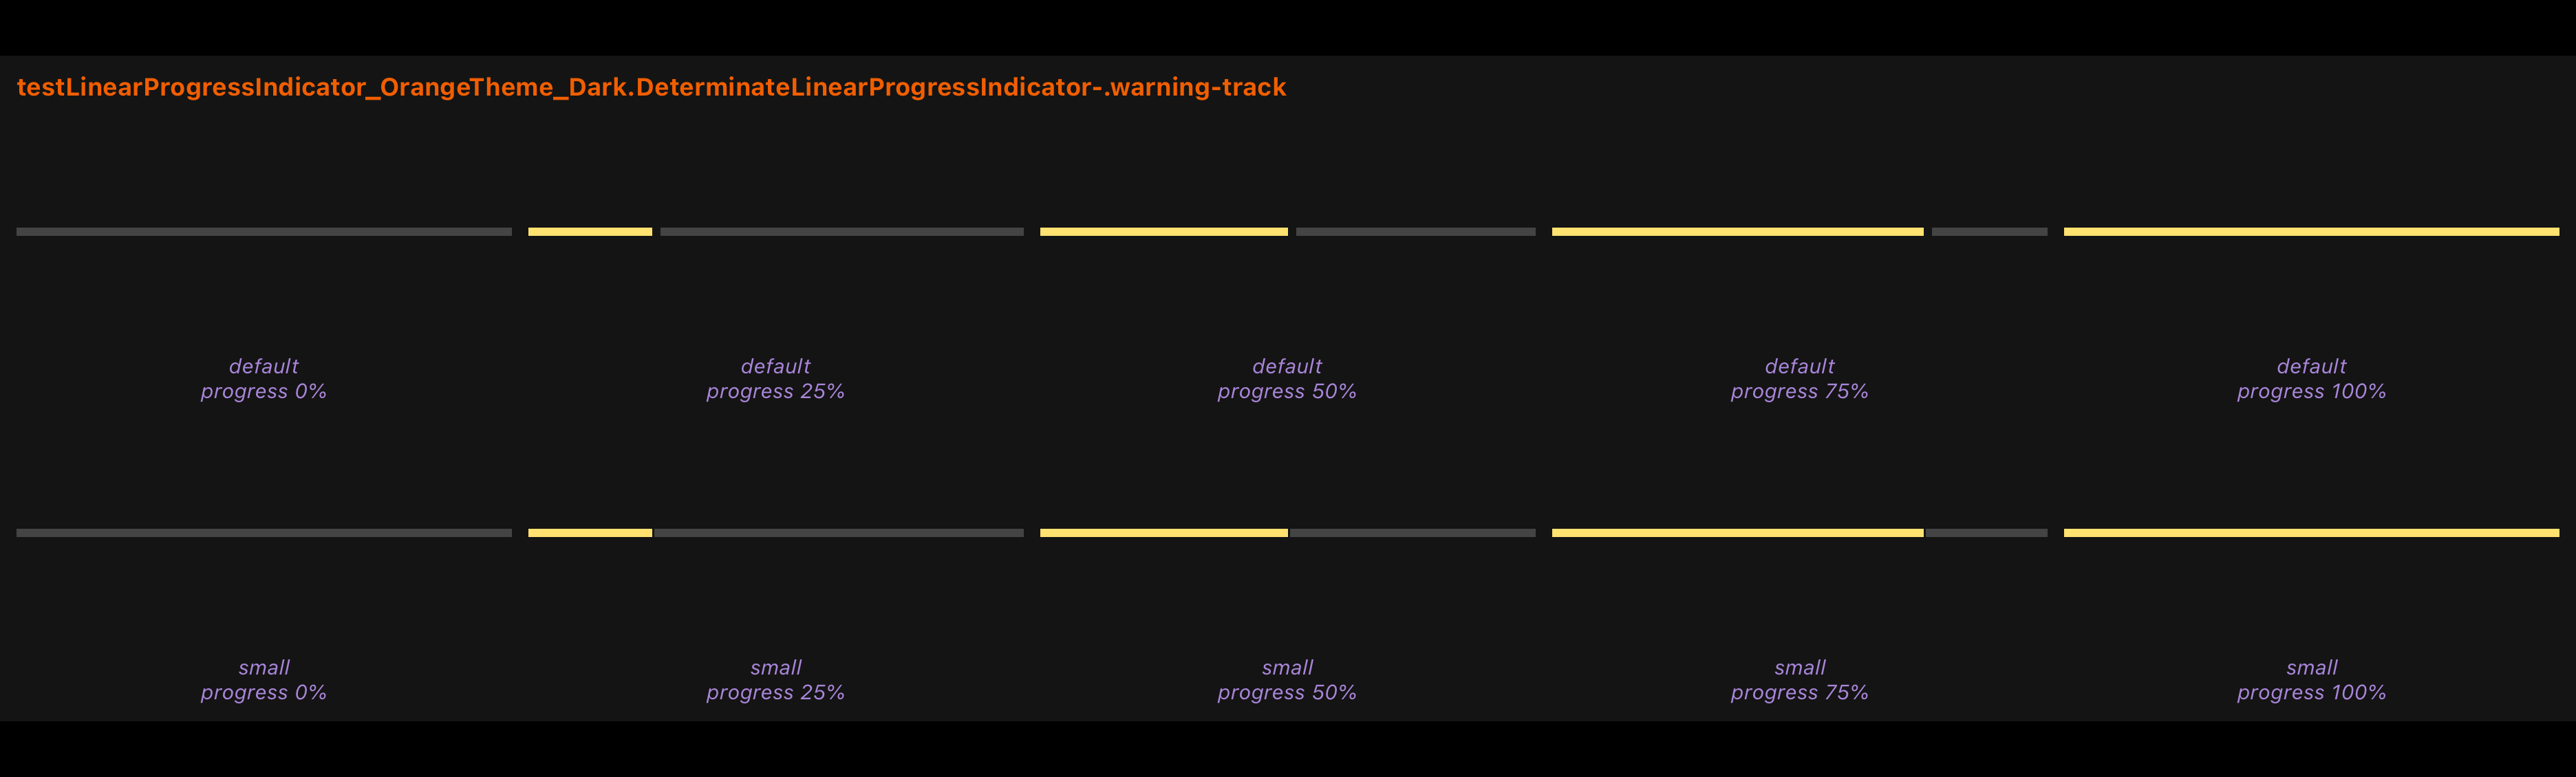 testLinearProgressIndicator_OrangeTheme_Dark.DeterminateLinearProgressIndicator-.warning-track
default
progress 0%
default
progress 25%
default
progress 50%
default
progress 75%
default
progress 100%
small
progress 0%
small
progress 25%
small
progress 50%
small
progress 75%
small
progress 100%